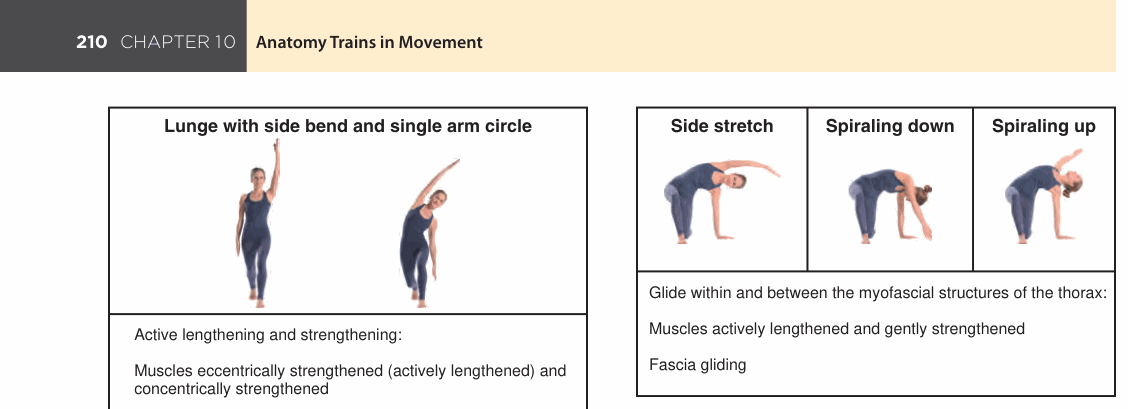 210 CHAPTER 10 Anatomy Trains in Movement
Lunge with side bend and single arm circle
Active lengthening and strengthening:
Muscles eccentrically strengthened (actively lengthened) and
concentrically strengthened
Side stretch
Spiraling down
Spiraling up
Glide within and between the myofascial structures of the thorax:
Muscles actively lengthened and gently strengthened
Fascia gliding